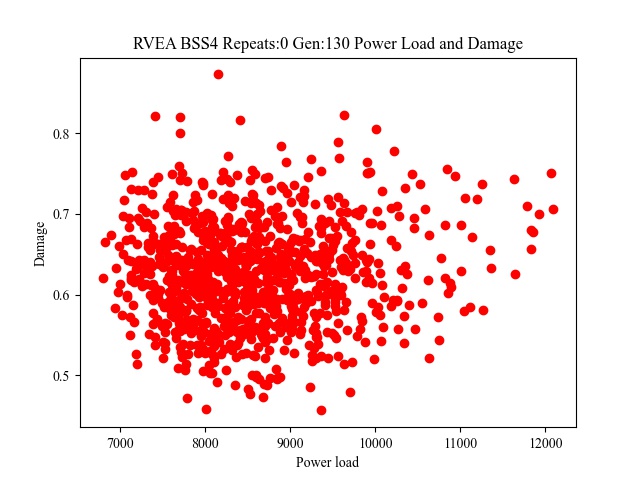 RVEA BSS4 Repeats:0 Gen:130 Power Load and Damage
0.8
0.7
0.6
0.5
Damage
7000 8000 9000 10000 11000 12000
Power load